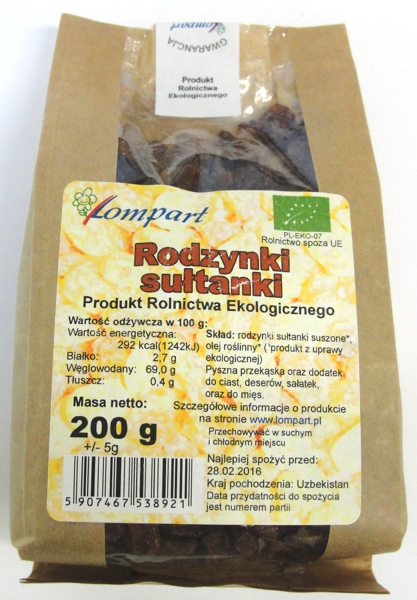 Lompart
GWARANCJA
Produkt
Rolnictwa
Ekologicznego
Lompart
PL-EKO-07
Rolnictwo spoza UE
Rodzynki
sułtanki
Produkt Rolnictwa Ekologicznego
Wartość odżywcza w 100 g:
Wartość energetyczna:
292 kcal(1242kJ)
Białko: 2,7 g
Węglowodany: 69,0 g
Tłuszcz: 0,4 g
Skład: rodzynki sułtanki suszone*,
olej roślinny* (*produkt z uprawy
ekologicznej)
Pyszna przekąska oraz dodatek
do ciast, deserów, sałatek,
oraz do mięs.
Masa netto:
200 g
+/- 5g
Szczegółowe informacje o produkcie
na stronie www.lompart.pl
Przechowywać w suchym
i chłodnym miejscu
Najlepiej spożyć przed:
28.02.2016
Kraj pochodzenia: Uzbekistan
Data przydatności do spożycia
jest numerem partii
5 907467 538921